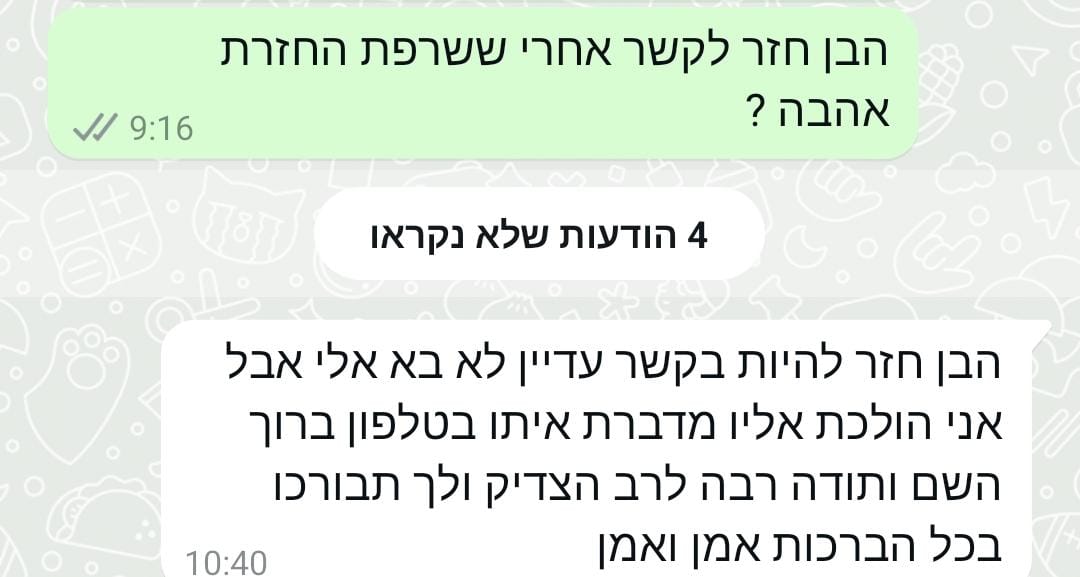 הבן חזר לקשר אחרי ששרפת החזרת
אהבה ?
9:16
4 הודעות שלא נקראו
הבן חזר להיות בקשר עדיין לא בא אלי אבל
אני הולכת אליו מדברת איתו בטלפון ברוך
השם ותודה רבה לרב הצדיק ולך תבורכו
בכל הברכות אמן ואמן
10:40